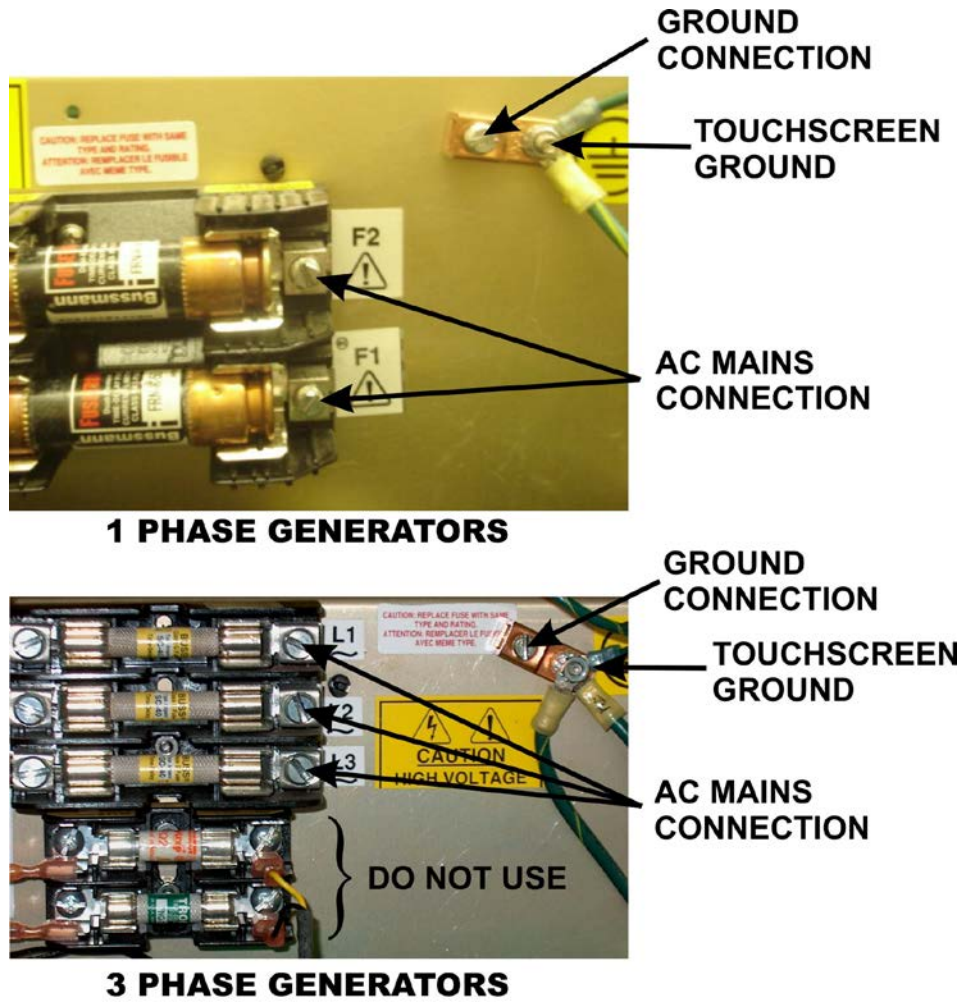 GROUND
CONNECTION
TOUCHSCREEN
GROUND
CAUTION: REPLACE FUSE WITH SAME
TYPE AND RATING.
ATTENTION: REMPLACER LE FUSIBLE
AVEC MEME TYPE.
F2
Bussmann
F1
Bussmann
AC MAINS
CONNECTION
1 PHASE GENERATORS
GROUND
CONNECTION
TOUCHSCREEN
GROUND
CAUTION: REPLACE FUSE WITH SAME
TYPE AND RATING.
ATTENTION: REMPLACER LE FUSIBLE
AVEC MEME TYPE.
L1
L2
L3
CAUTION
HIGH VOLTAGE
AC MAINS
CONNECTION
DO NOT USE
3 PHASE GENERATORS